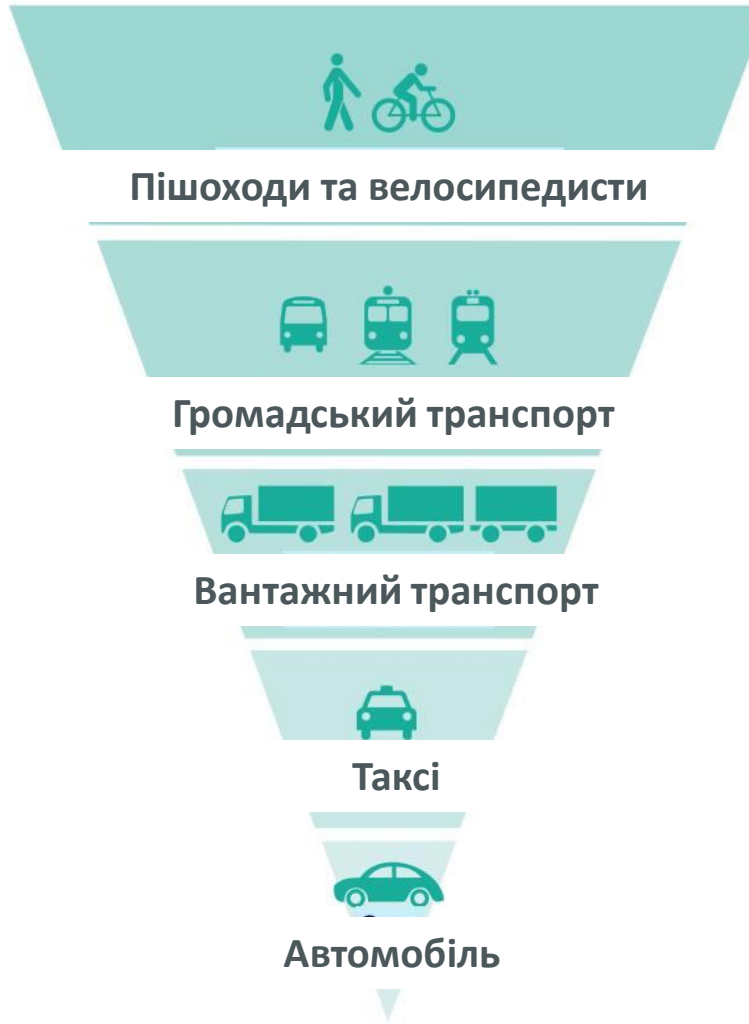 Пішоходи та велосипедисти
Громадський транспорт
Вантажний транспорт
Таксі
Автомобіль